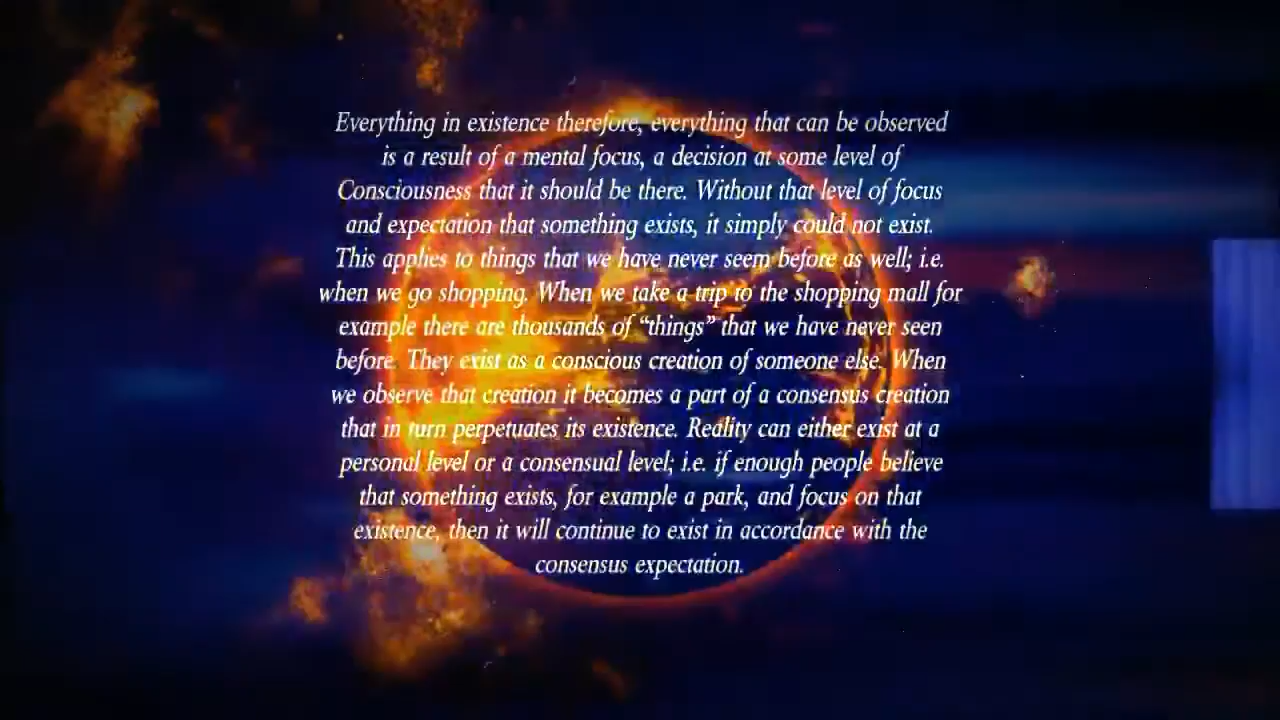 Everything in existence therefore, everything that can be observed
is a result of a mental focus, a decision at some level of
Consciousness that it should be there. Without that level of focus
and expectation that something exists, it simply could not exist.
This applies to things that we have never seem before as well; i.e.
when we go shopping. When we take a trip to the shopping mall for
example there are thousands of “things” that we have never seen
before. They exist as a conscious creation of someone else. When
we observe that creation it becomes a part of a consensus creation
that in turn perpetuates its existence. Reality can either exist at a
personal level or a consensual level; i.e. if enough people believe
that something exists, for example a park, and focus on that
existence, then it will continue to exist in accordance with the
consensus expectation.